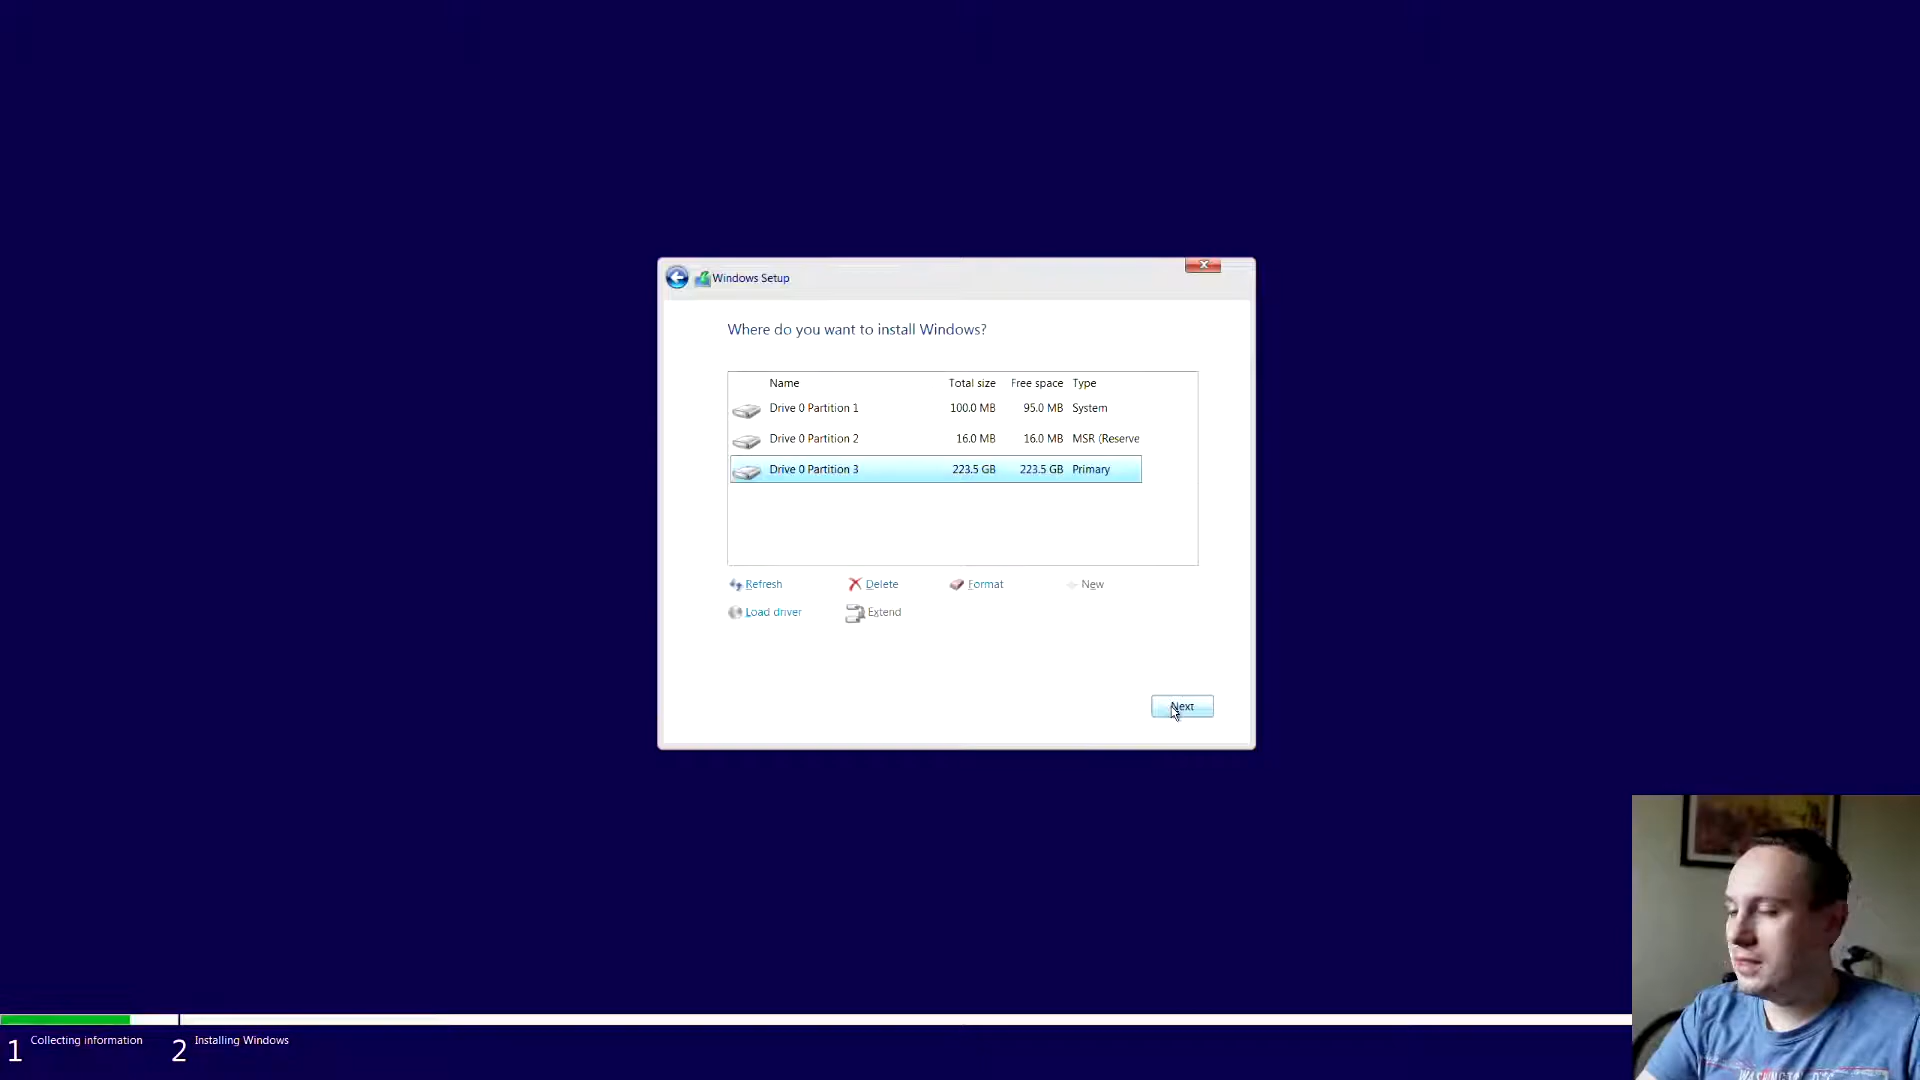 Windows Setup
Where do you want to install Windows?
Name Total size Free space Type
Drive 0 Partition 1 100.0 MB 95.0 MB System
Drive 0 Partition 2 16.0 MB 16.0 MB MSR (Reserve
Drive 0 Partition 3 223.5 GB 223.5 GB Primary
Refresh Delete Format New
Load driver Extend
Next
1 Collecting information 2 Installing Windows